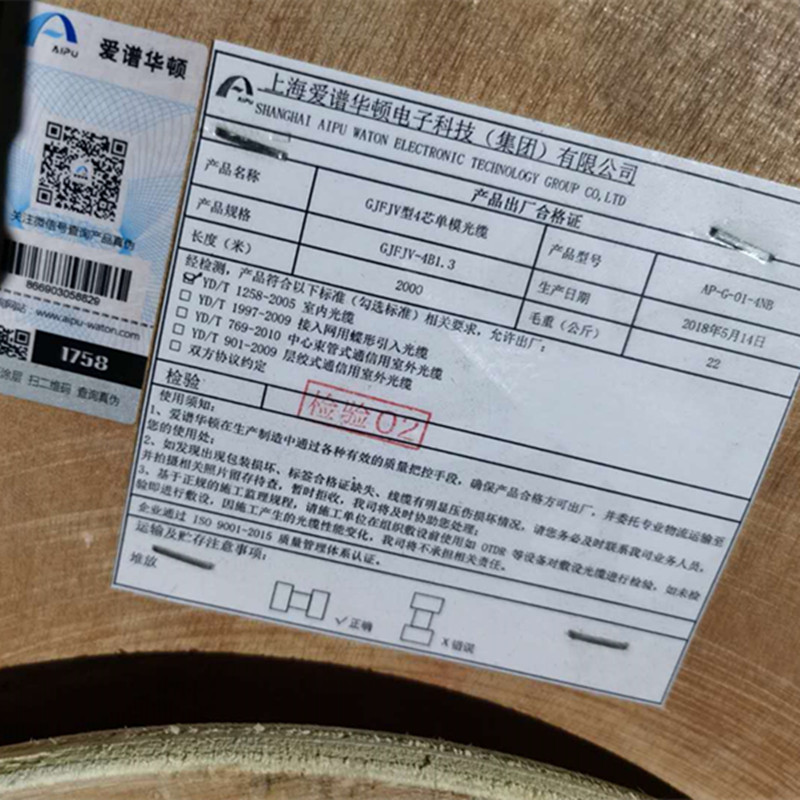 AIPU
爱谱华顿
关注微信号查询产品真伪
866903058829
网站：www.aipu-waton.com
1758
涂层 扫二维码 查询真伪
AIPU
上海爱谱华顿电子科技（集团）有限公司
SHANGHAI AIPU WATON ELECTRONIC TECHNOLOGY GROUP CO,LTD
产品出厂合格证
产品名称 GJFJV型4芯单模光缆 产品型号 AP-G-01-4NB
产品规格 GJFJV-4B1.3 生产日期 2018年5月14日
长度（米） 2000 毛重（公斤） 22
经检测，产品符合以下标准（勾选标准）相关要求，允许出厂：
☑YD/T 1258-2005 室内光缆
□ YD/T 1997-2009 接入网用蝶形引入光缆
□ YD/T 769-2010 中心束管式通信用室外光缆
□ YD/T 901-2009 层绞式通信用室外光缆
□ 双方协议约定
检验
检验02
使用须知：
1、爱谱华顿在生产制造中通过各种有效的质量把控手段，确保产品合格方可出厂，并委托专业物流运输至
您的使用处；
2、如发现出现包装损坏、标签合格证缺失、线缆有明显压伤损坏情况，请您务必及时联系我司业务人员，
并拍摄相关照片留存待查，暂时拒收，我司将及时协助您处理；
3、基于正规的施工监理规程，请施工单位在组织敷设前使用如 OTDR 等设备对敷设光缆进行检验，如未检
验即进行敷设，因施工产生的光缆性能变化，我司将不承担相关责任。
企业通过 ISO 9001-2015 质量管理体系认证。
运输及贮存注意事项：
堆放
√正确
X错误